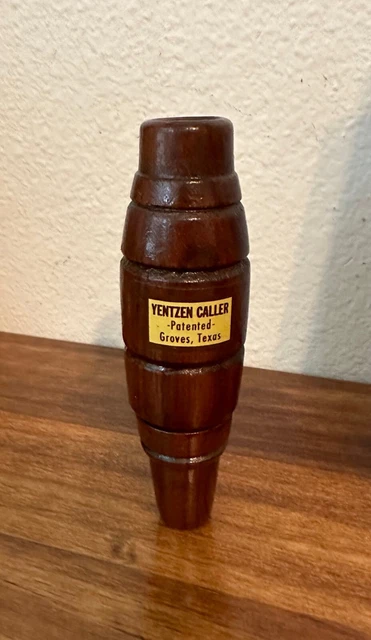 YENTZEN CALLER
-Patented-
Groves, Texas